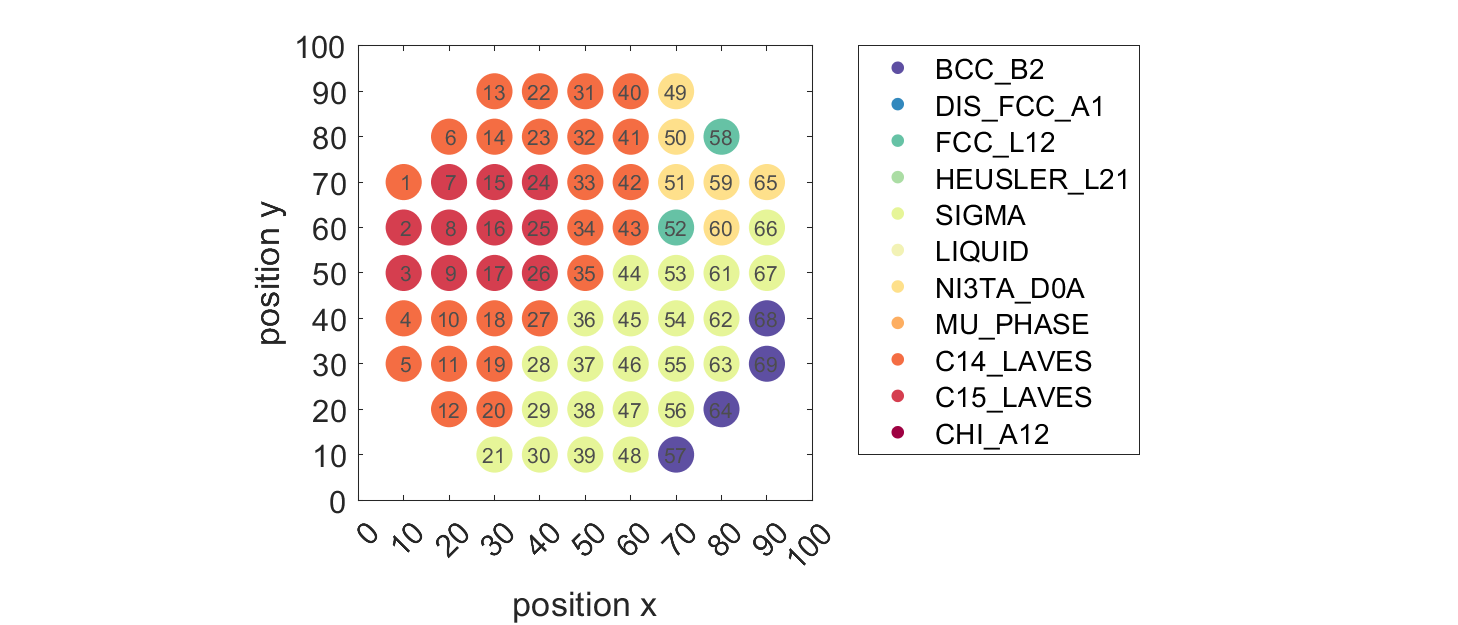 100
13 22 31 40 49
90
6 14 23 32 41 50 58
80
1 7 15 24 33 42 51 59 65
70
2 8 16 25 34 43 52 60 66
60
3 9 17 26 35 44 53 61 67
50
4 10 18 27 36 45 54 62 68
40
5 11 19 28 37 46 55 63 69
30
12 20 29 38 47 56 64
20
21 30 39 48 57
10
0
position y
0 10 20 30 40 50 60 70 80 90 100
position x
BCC_B2
DIS_FCC_A1
FCC_L12
HEUSLER_L21
SIGMA
LIQUID
NI3TA_D0A
MU_PHASE
C14_LAVES
C15_LAVES
CHI_A12